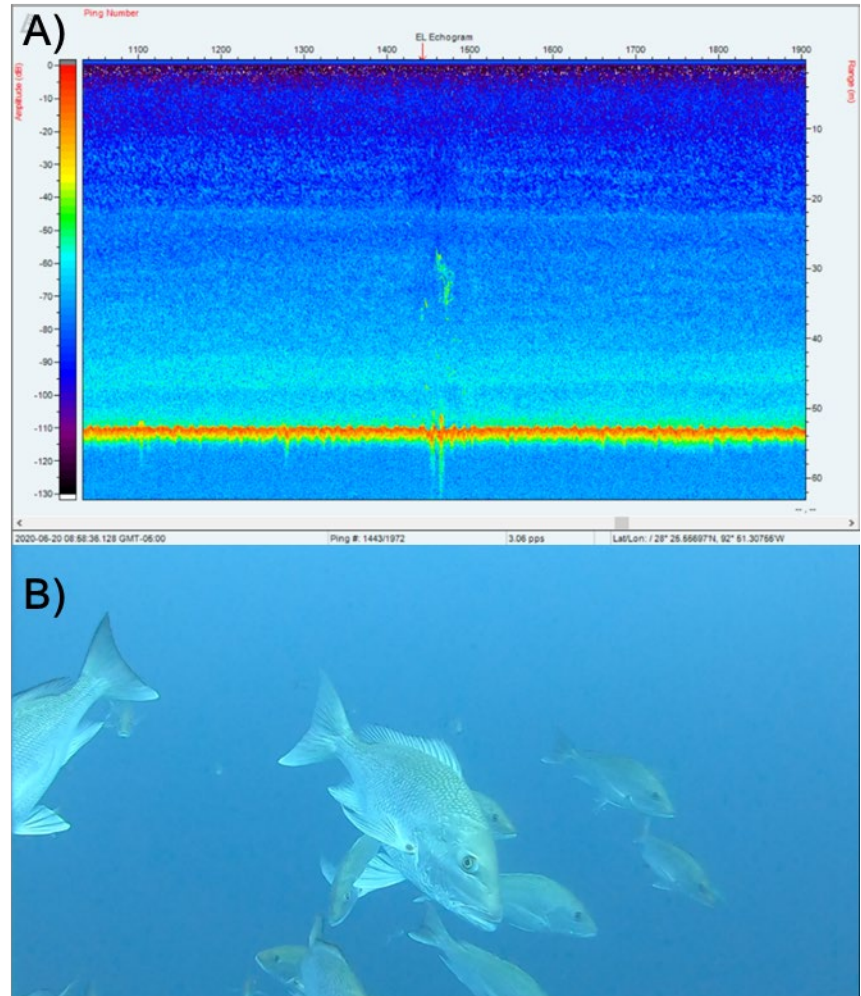 A)
Ping Number
EL Echogram
1100 1200 1300 1400 1500 1600 1700 1800 1900
Amplitude (dB)
0
-10
-20
-30
-40
-50
-60
-70
-80
-90
-100
-110
-120
-130
Range (m)
10
20
30
40
50
60
-- , --
2020-06-20 08:58:36.128 GMT-06:00 Ping #: 1443/1972 3.06 pps Lat/Lon: / 28° 25.55697'N, 92° 51.30755'W
B)